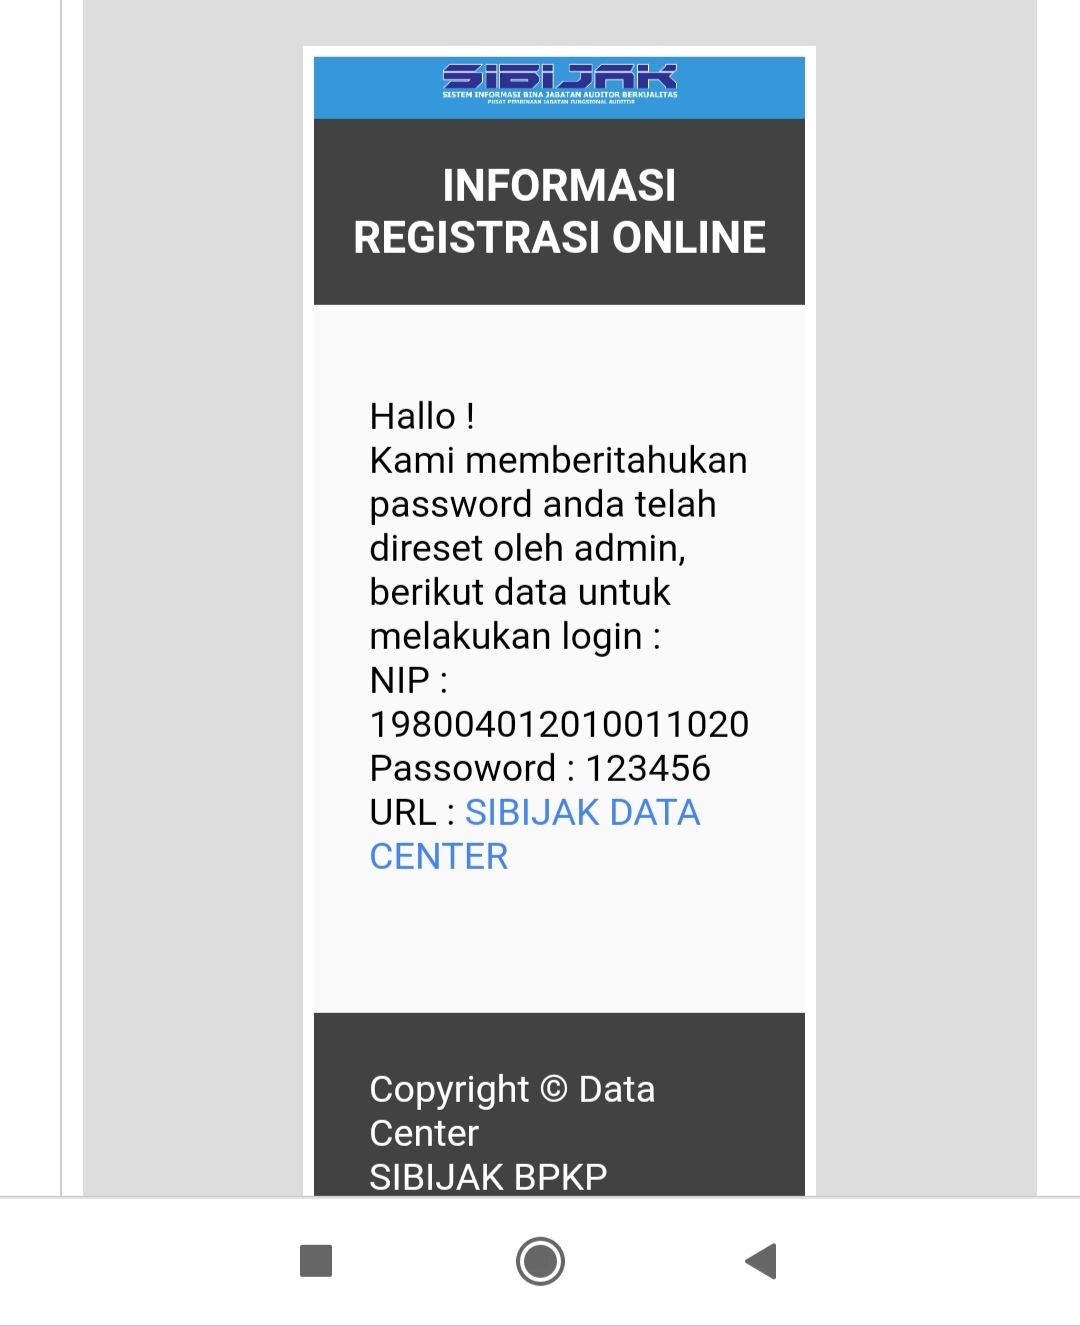 SIBIJAK
SISTEM INFORMASI BINA JABATAN AUDITOR BERKUALITAS
PUSAT PEMBINAAN JABATAN FUNGSIONAL AUDITOR
INFORMASI
REGISTRASI ONLINE
Hallo !
Kami memberitahukan
password anda telah
direset oleh admin,
berikut data untuk
melakukan login :
NIP :
198004012010011020
Passoword : 123456
URL : SIBIJAK DATA
CENTER
Copyright © Data
Center
SIBIJAK BPKP